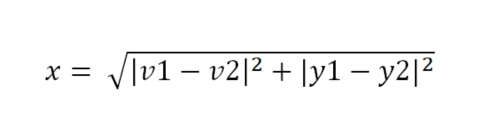 x = √|v1 − v2|² + |y1 − y2|²